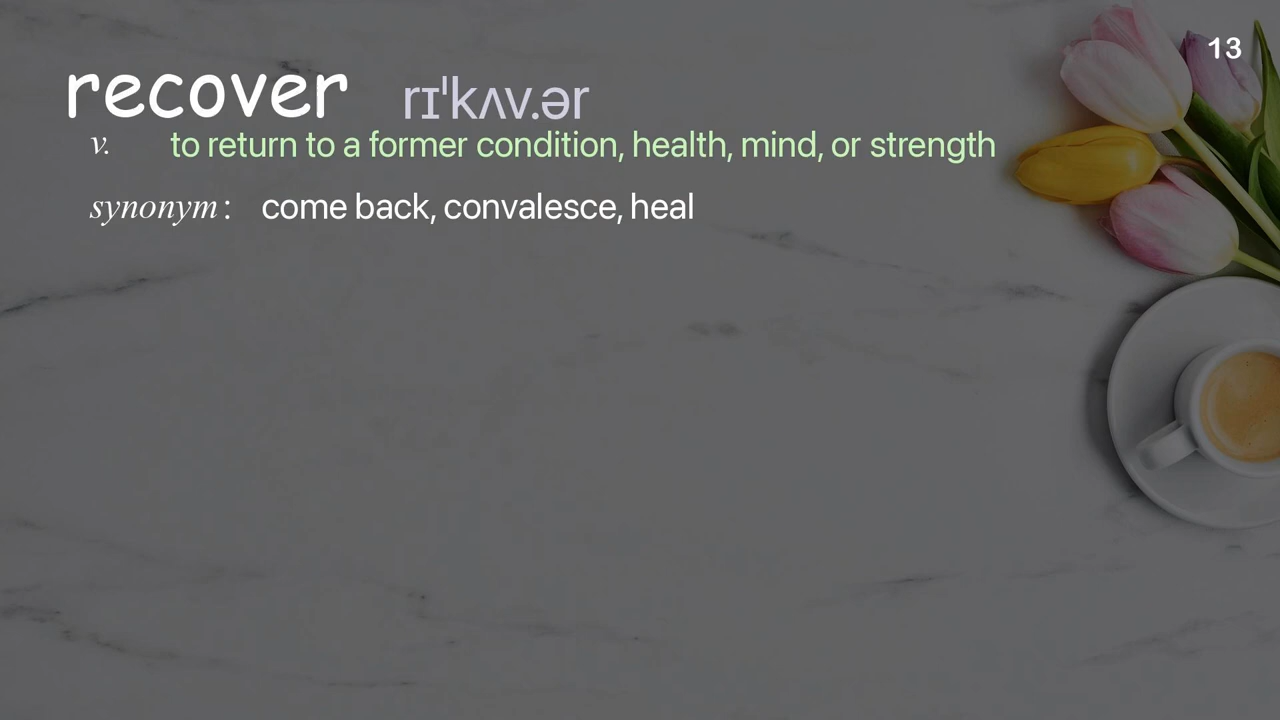 13
recover rɪˈkʌv.ər
v. to return to a former condition, health, mind, or strength
synonym : come back, convalesce, heal